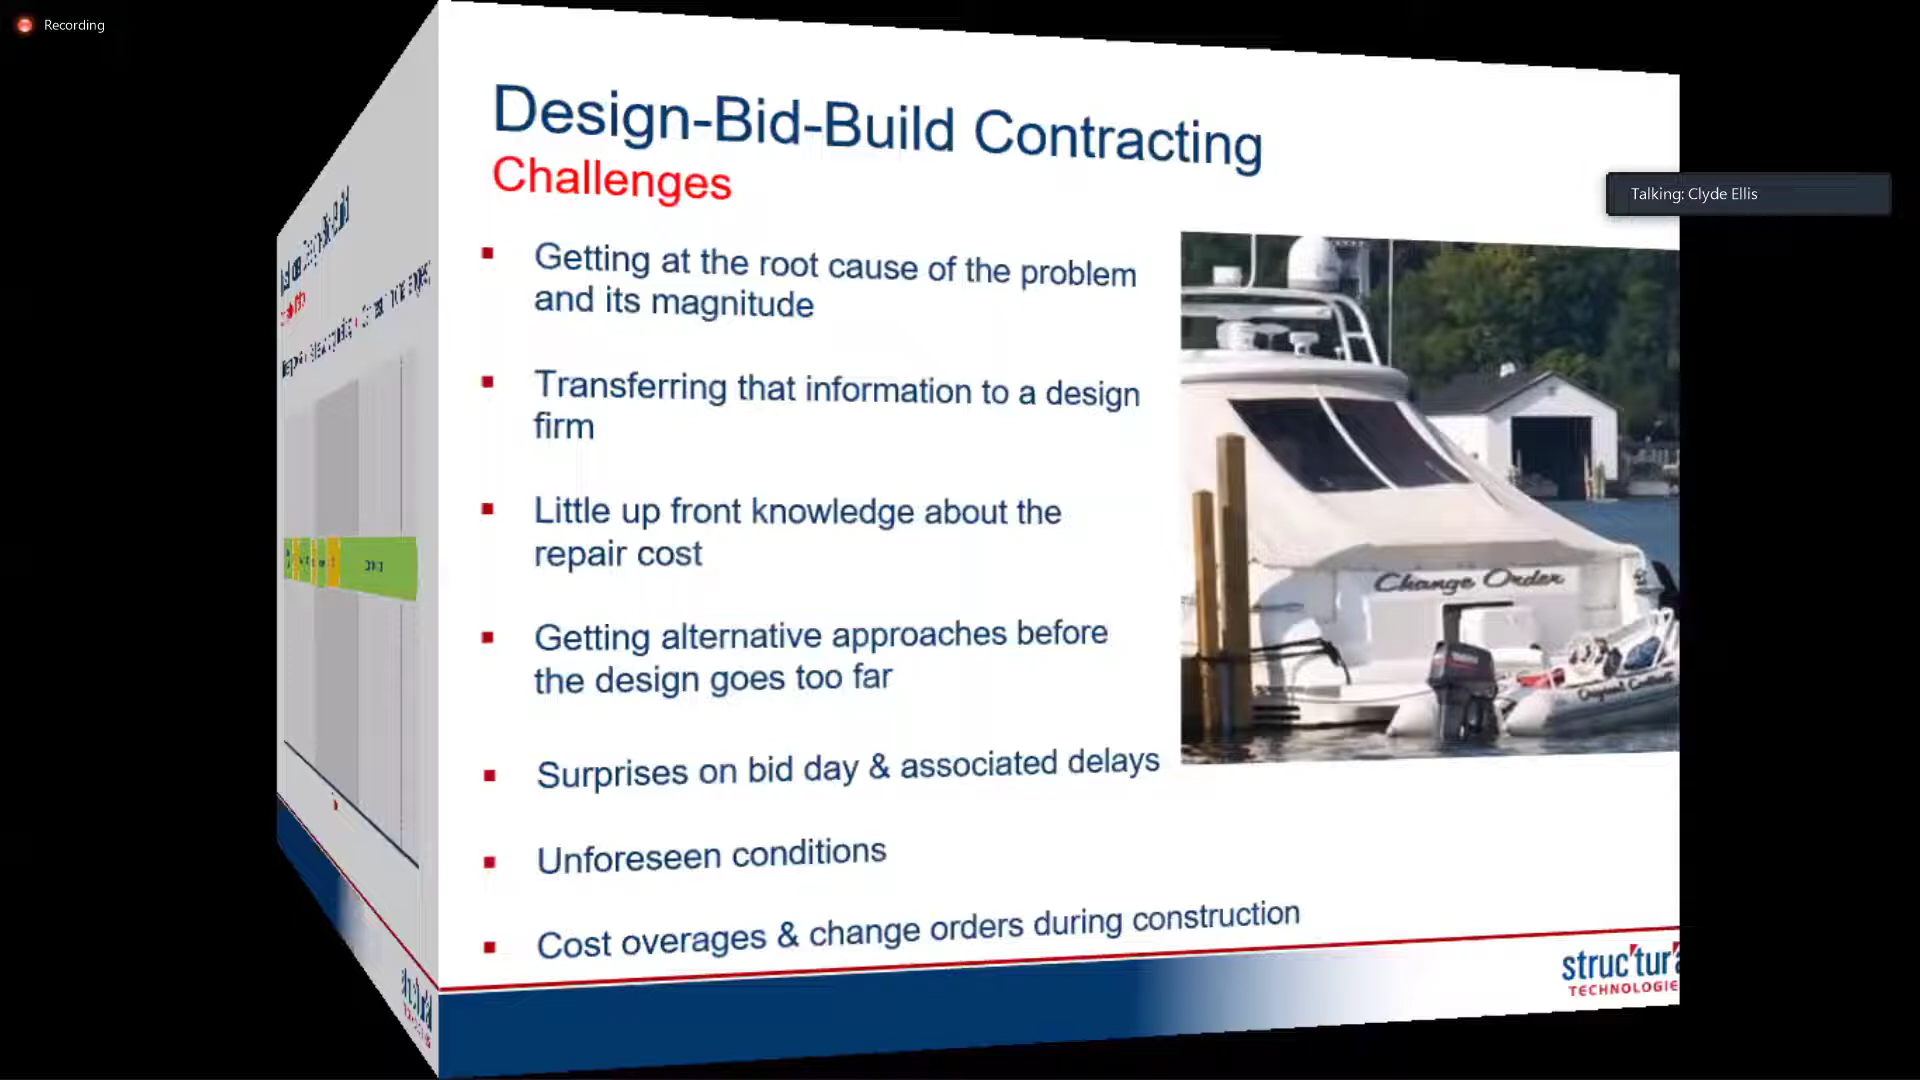 Recording
Design-Bid-Build Contracting
Challenges
Talking: Clyde Ellis
Getting at the root cause of the problem
and its magnitude
Transferring that information to a design
firm
Little up front knowledge about the
repair cost
Getting alternative approaches before
the design goes too far
Surprises on bid day & associated delays
Unforeseen conditions
Cost overages & change orders during construction
Change Order
Original Contract
structura
TECHNOLOGIE